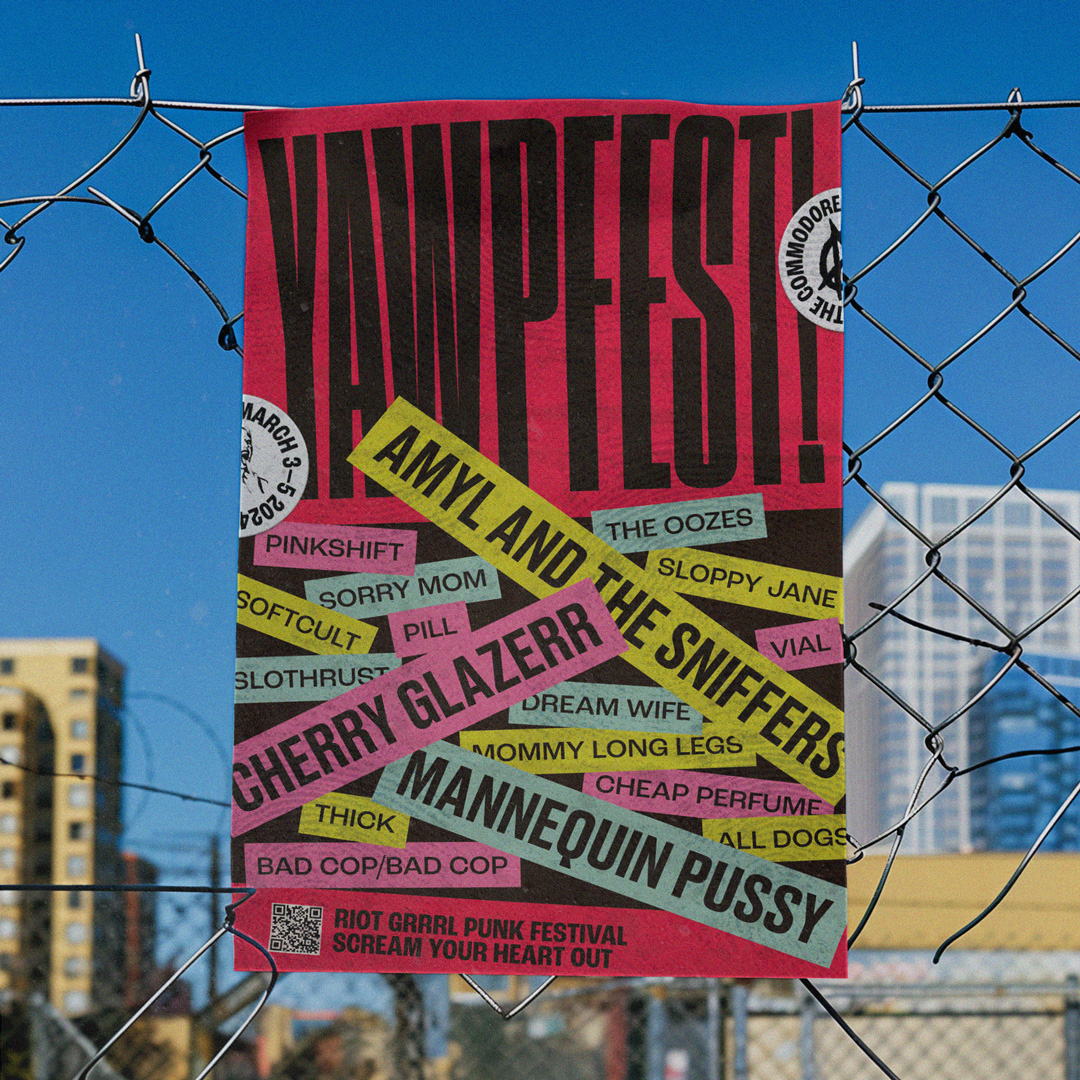 YAWPFEST!
THE COMMODORE
MARCH 3–5 2024
AMYL AND THE SNIFFERS
THE OOZES
PINKSHIFT
SLOPPY JANE
SORRY MOM
SOFTCULT
PILL
VIAL
SLOTHRUST
CHERRY GLAZERR
DREAM WIFE
MOMMY LONG LEGS
MANNEQUIN PUSSY
CHEAP PERFUME
THICK
ALL DOGS
BAD COP/BAD COP
RIOT GRRRL PUNK FESTIVAL
SCREAM YOUR HEART OUT